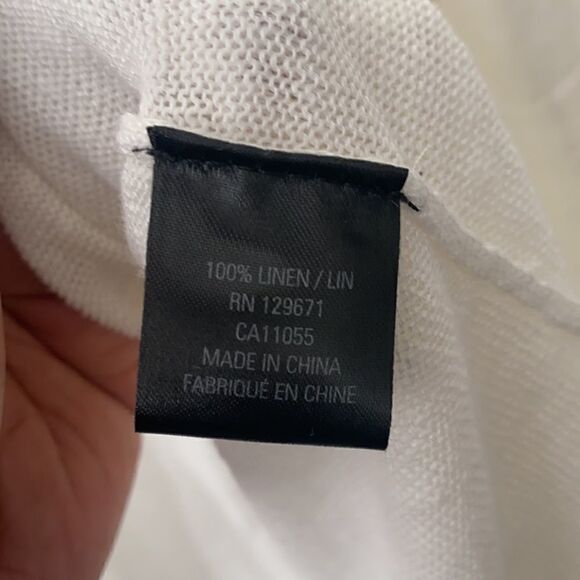 100% LINEN / LIN
RN 129671
CA11055
MADE IN CHINA
FABRIQUÉ EN CHINE